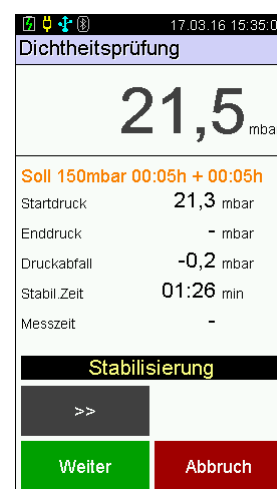 17.03.16 15:35:0
Dichtheitsprüfung
21,5 mba
Soll 150mbar 00:05h + 00:05h
Startdruck 21,3 mbar
Enddruck - mbar
Druckabfall -0,2 mbar
Stabil.Zeit 01:26 min
Messzeit -
Stabilisierung
>>
Weiter Abbruch